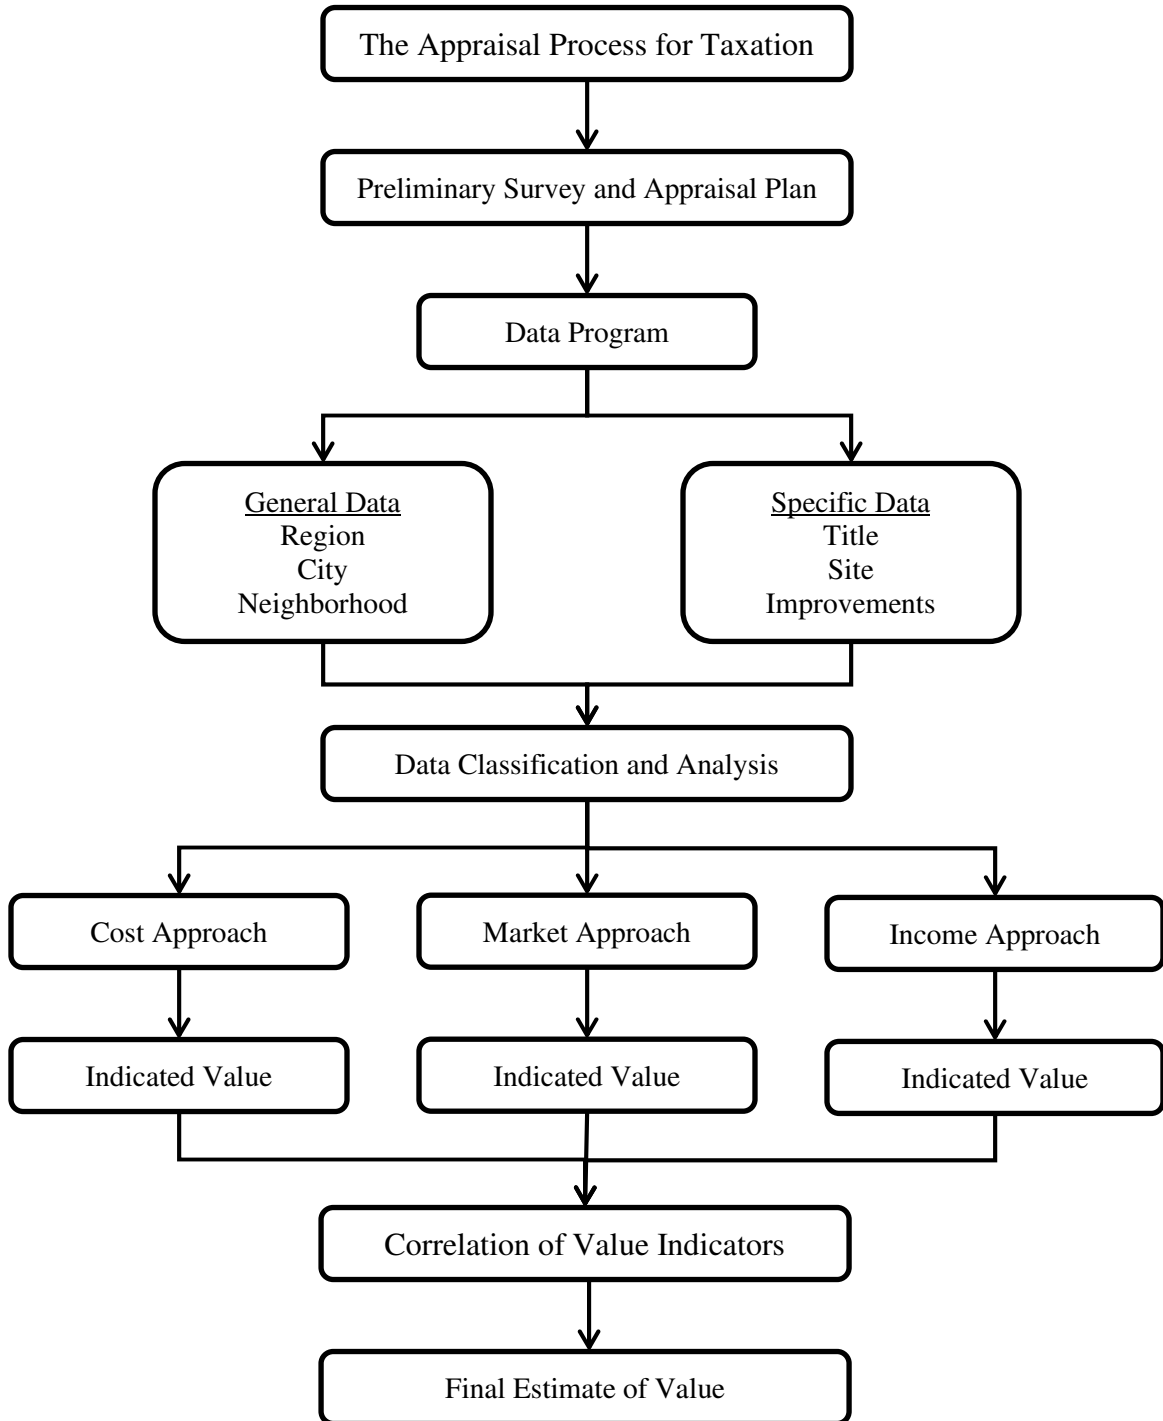 The Appraisal Process for Taxation
Preliminary Survey and Appraisal Plan
Data Program
General Data
Region
City
Neighborhood
Specific Data
Title
Site
Improvements
Data Classification and Analysis
Cost Approach
Market Approach
Income Approach
Indicated Value
Indicated Value
Indicated Value
Correlation of Value Indicators
Final Estimate of Value